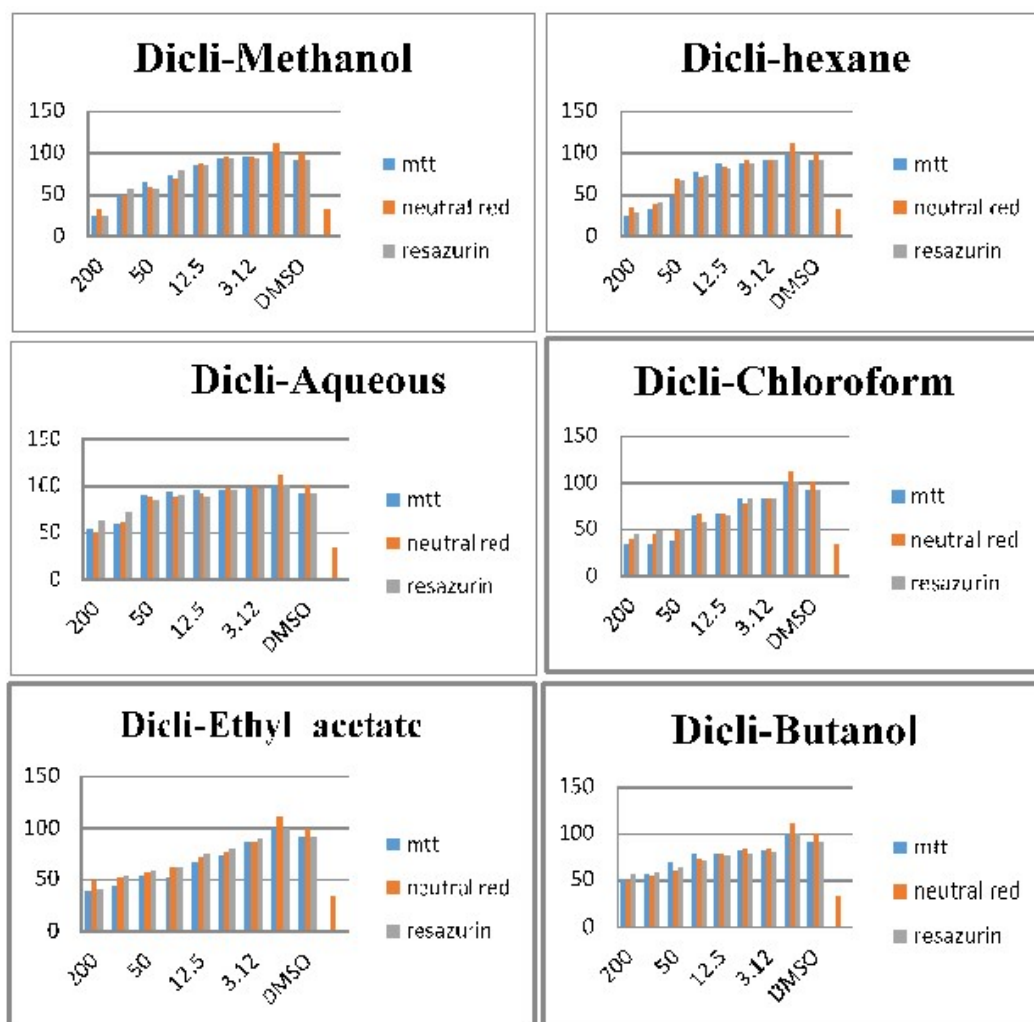 Dicli-Methanol
150
100
50
0
200
50
12.5
3.12
DMSO
mtt
neutral red
resazurin
Dicli-hexane
150
100
50
0
200
50
12.5
3.12
DMSO
mtt
neutral red
resazurin
Dicli-Aqueous
150
100
50
0
200
50
12.5
3.12
DMSO
mtt
neutral red
resazurin
Dicli-Chloroform
150
100
50
0
200
50
12.5
3.12
DMSO
mtt
neutral red
resazurin
Dicli-Ethyl acetate
150
100
50
0
200
50
12.5
3.12
DMSO
mtt
neutral red
resazurin
Dicli-Butanol
150
100
50
0
200
50
12.5
3.12
DMSO
mtt
neutral red
resazurin